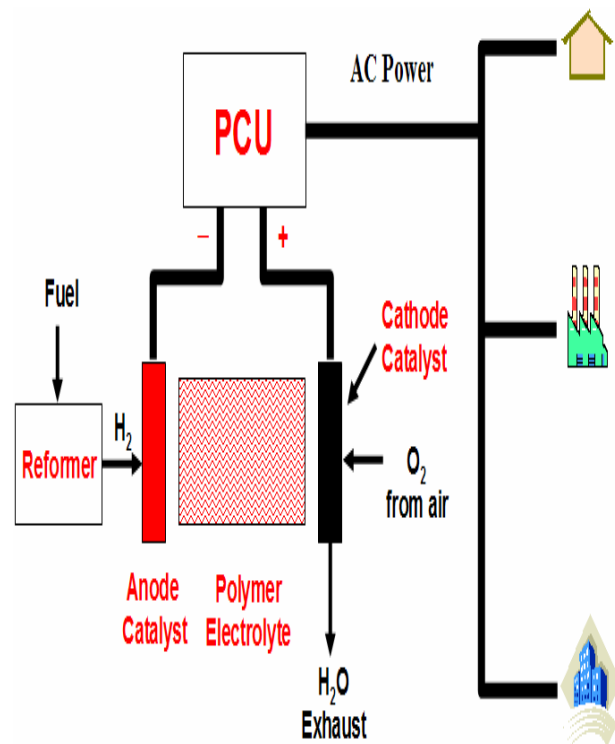 AC Power
PCU
– +
Fuel
Cathode
Catalyst
Reformer
H₂
O₂
from air
Anode
Catalyst
Polymer
Electrolyte
H₂O
Exhaust